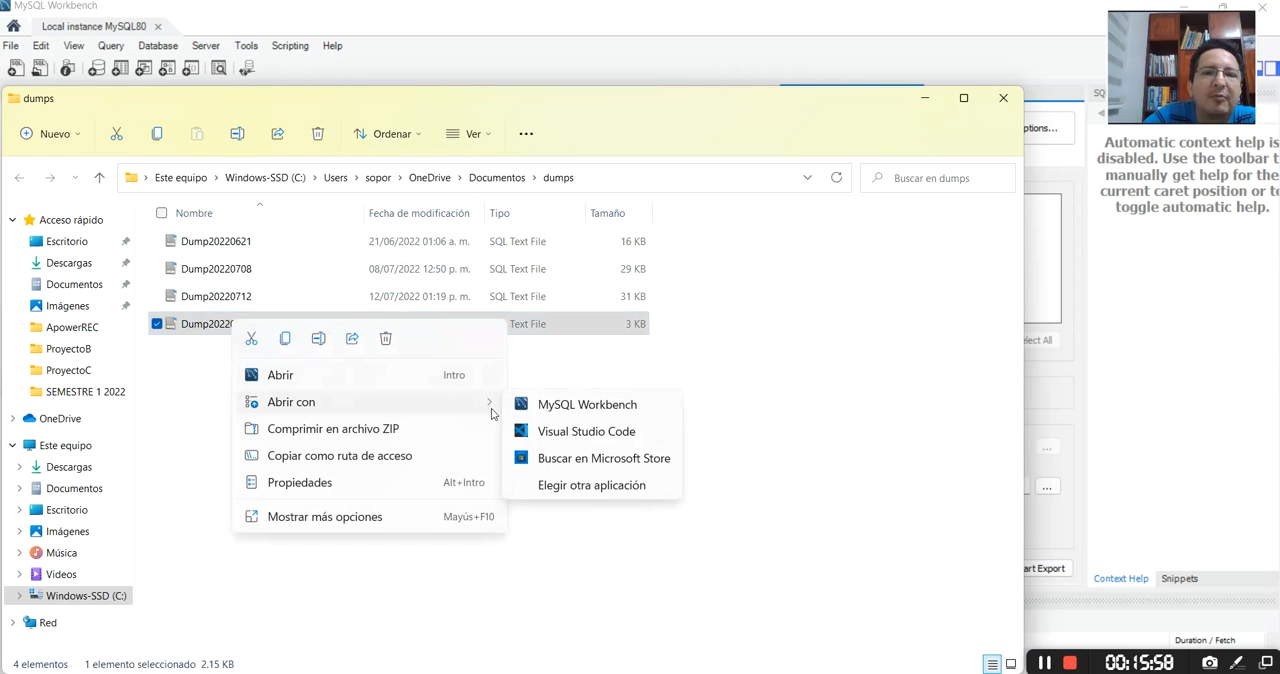 MySQL Workbench
Local instance MySQL80
File Edit View Query Database Server Tools Scripting Help
dumps
Nuevo Ordenar Ver
Este equipo > Windows-SSD (C:) > Users > sopor > OneDrive > Documentos > dumps
Buscar en dumps
Acceso rápido
Escritorio
Descargas
Documentos
Imágenes
ApowerREC
ProyectoB
ProyectoC
SEMESTRE 1 2022
OneDrive
Este equipo
Descargas
Documentos
Escritorio
Imágenes
Música
Videos
Windows-SSD (C:)
Red
Nombre Fecha de modificación Tipo Tamaño
Dump20220621 21/06/2022 01:06 a. m. SQL Text File 16 KB
Dump20220708 08/07/2022 12:50 p. m. SQL Text File 29 KB
Dump20220712 12/07/2022 01:19 p. m. SQL Text File 31 KB
Dump20220 Text File 3 KB
Abrir Intro
Abrir con
Comprimir en archivo ZIP
Copiar como ruta de acceso
Propiedades Alt+Intro
Mostrar más opciones Mayús+F10
MySQL Workbench
Visual Studio Code
Buscar en Microsoft Store
Elegir otra aplicación
4 elementos 1 elemento seleccionado 2.15 KB
ptions...
lect All
...
...
art Export
SQ
Automatic context help is
disabled. Use the toolbar t
manually get help for the
current caret position or to
toggle automatic help.
Context Help Snippets
Duration / Fetch
00:15:58